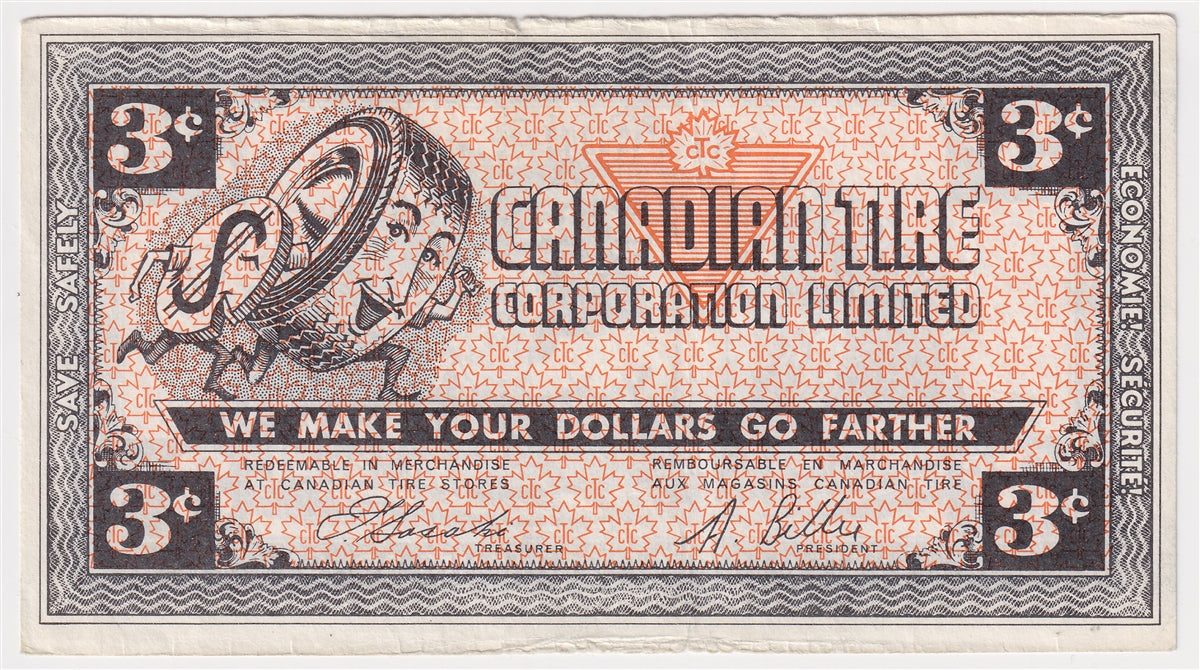 3¢
3¢
CTC
CANADIAN TIRE
CORPORATION LIMITED
SAVE SAFELY
ECONOMIE! SECURITE!
WE MAKE YOUR DOLLARS GO FARTHER
REDEEMABLE IN MERCHANDISE
AT CANADIAN TIRE STORES
REMBOURSABLE EN MARCHANDISE
AUX MAGASINS CANADIAN TIRE
3¢
TREASURER
A. Billes
PRESIDENT
3¢